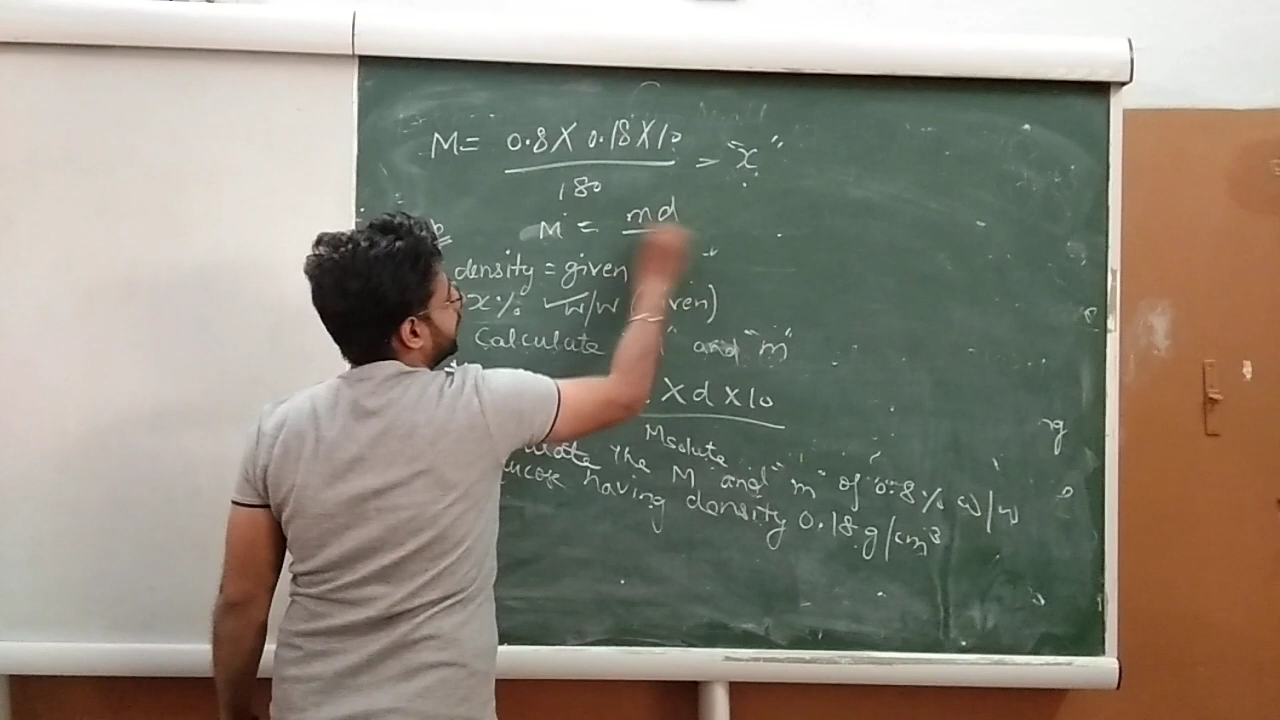 M = 0.8 X 0.18 X 10 = "x"
180
M = md
density = given
x % W/W (given)
Calculate " and "m"
X d X 10
Msolute
the M and "m" of 0.8 % w/w
having density 0.18 g/cm3